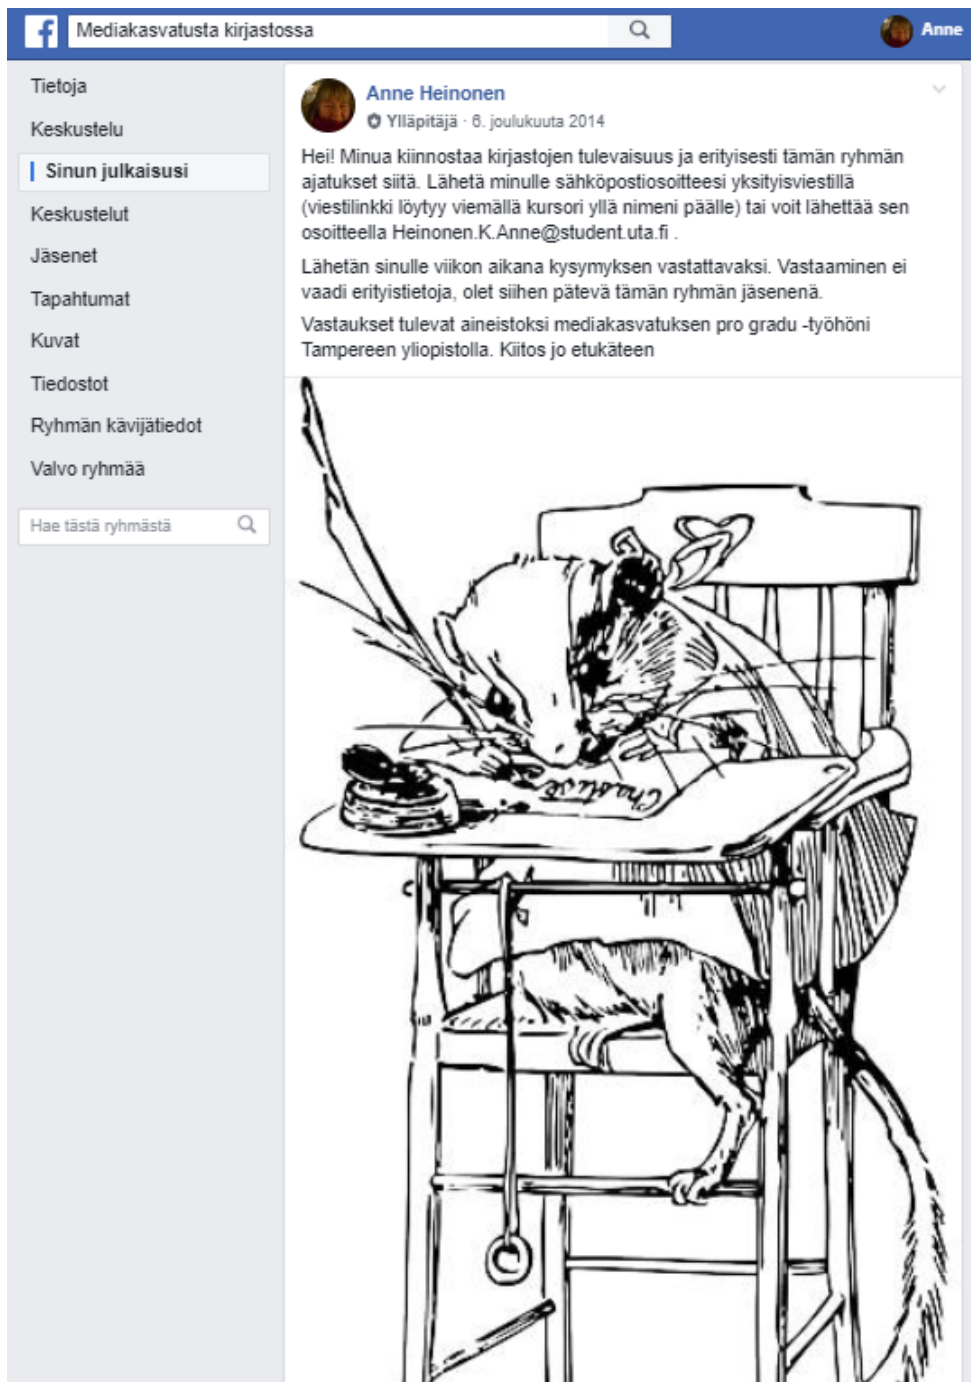 Mediakasvatusta kirjastossa
Anne
Tietoja
Keskustelu
Sinun julkaisusi
Keskustelut
Jäsenet
Tapahtumat
Kuvat
Tiedostot
Ryhmän kävijätiedot
Valvo ryhmää
Hae tästä ryhmästä
Anne Heinonen
Ylläpitäjä · 6. joulukuuta 2014
Hei! Minua kiinnostaa kirjastojen tulevaisuus ja erityisesti tämän ryhmän
ajatukset siitä. Lähetä minulle sähköpostiosoitteesi yksityisviestillä
(viestilinkki löytyy viemällä kursori yllä nimeni päälle) tai voit lähettää sen
osoitteella Heinonen.K.Anne@student.uta.fi .
Lähetän sinulle viikon aikana kysymyksen vastattavaksi. Vastaaminen ei
vaadi erityistietoja, olet siihen pätevä tämän ryhmän jäsenenä.
Vastaukset tulevat aineistoksi mediakasvatuksen pro gradu -työhöni
Tampereen yliopistolla. Kiitos jo etukäteen